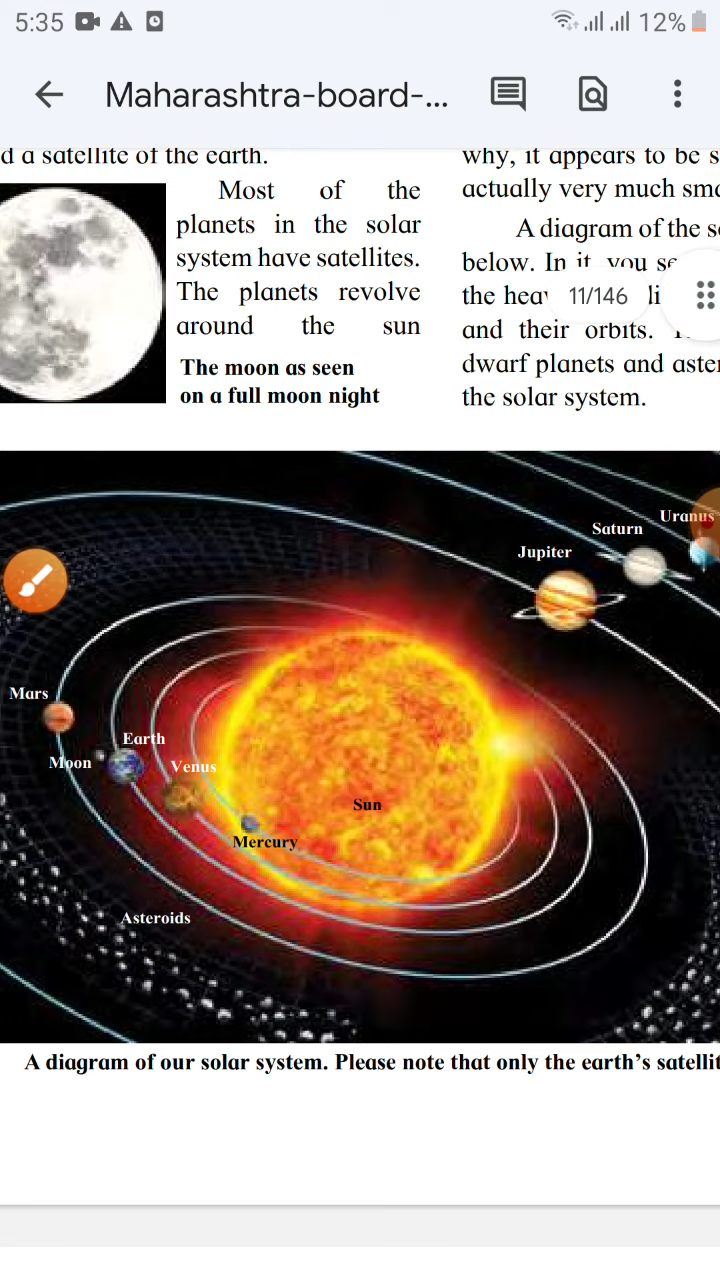 5:35
12%
Maharashtra-board-...
d a satellite of the earth.
Most of the
planets in the solar
system have satellites.
The planets revolve
around the sun
The moon as seen
on a full moon night
why, it appears to be s
actually very much sma
A diagram of the s
below. In it you se
the hea
11/146
and their orbits.
dwarf planets and aster
the solar system.
Uranus
Saturn
Jupiter
Mars
Earth
Moon
Venus
Sun
Mercury
Asteroids
A diagram of our solar system. Please note that only the earth's satellit